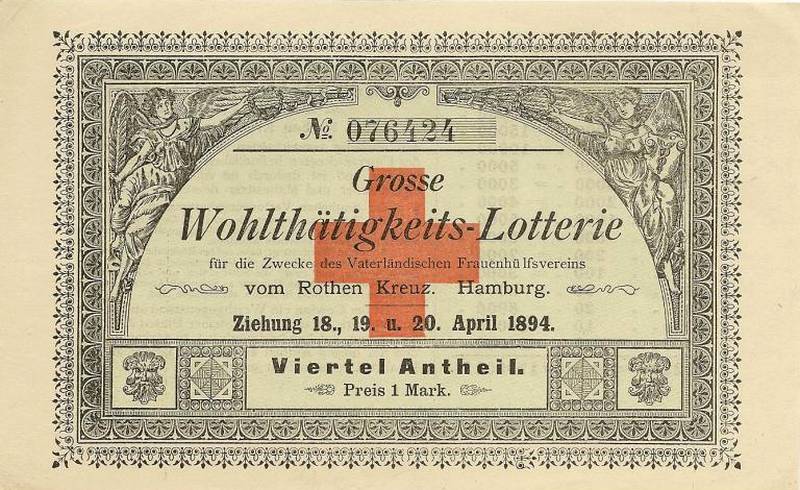 No. 076424
Grosse
Wohlthätigkeits-Lotterie
für die Zwecke des Vaterländischen Frauenhülfsvereins
vom Rothen Kreuz. Hamburg.
Ziehung 18., 19. u. 20. April 1894.
Viertel Antheil.
Preis 1 Mark.